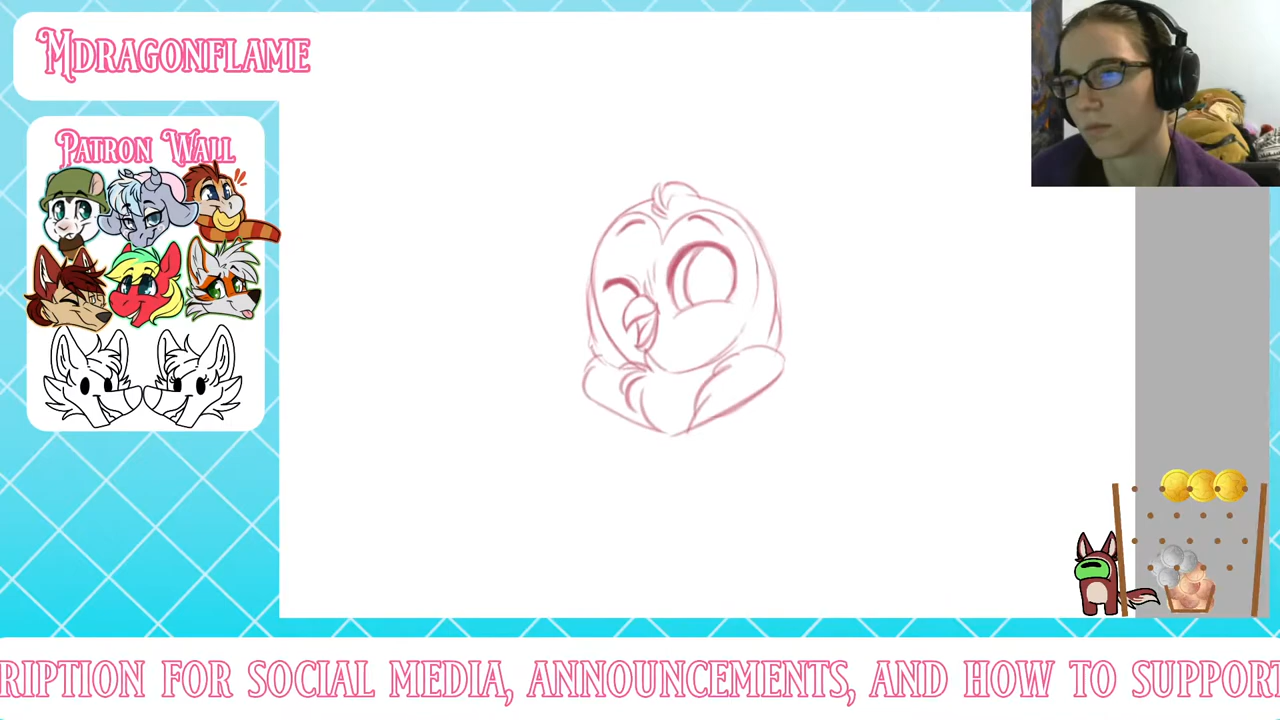 Mdragonflame
Patron Wall
RIPTION FOR SOCIAL MEDIA, ANNOUNCEMENTS, AND HOW TO SUPPORT